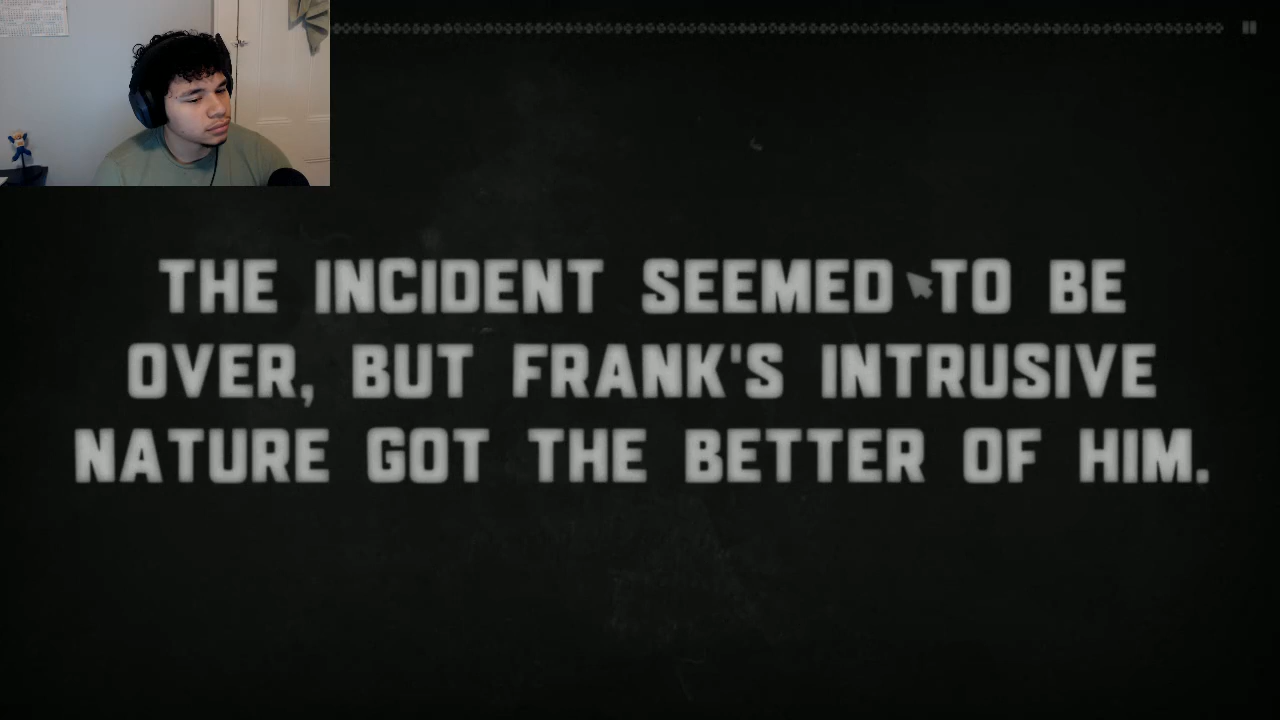 THE INCIDENT SEEMED TO BE
OVER, BUT FRANK'S INTRUSIVE
NATURE GOT THE BETTER OF HIM.